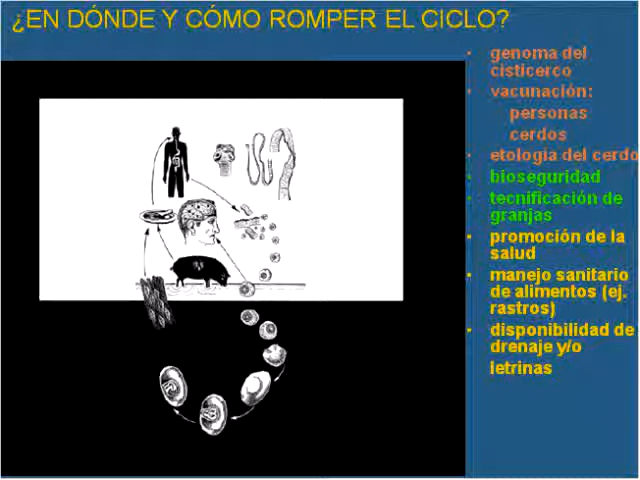 ¿EN DÓNDE Y CÓMO ROMPER EL CICLO?
• genoma del
cisticerco
• vacunación:
personas
cerdos
• etología del cerdo
• bioseguridad
• tecnificación de
granjas
• promoción de la
salud
• manejo sanitario
de alimentos (ej.
rastros)
• disponibilidad de
drenaje y/o
letrinas